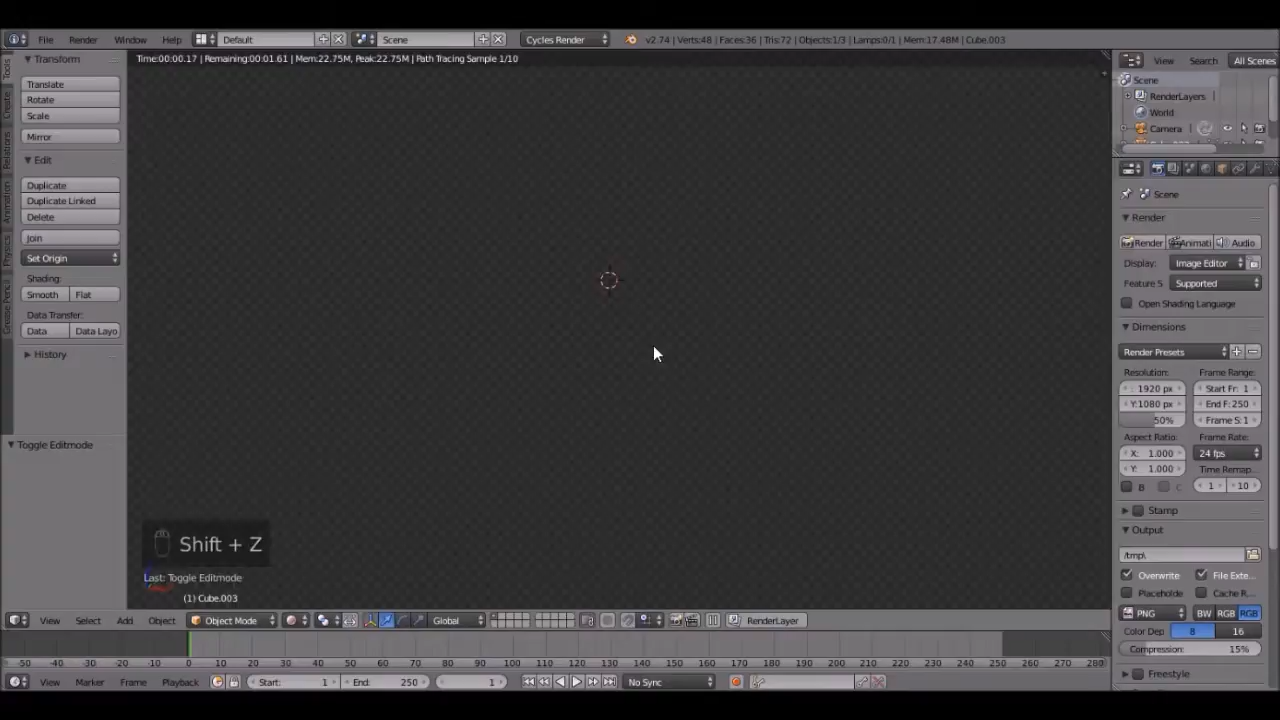 File Render Window Help Default Scene Cycles Render v2.74 | Verts:48 | Faces:36 | Tris:72 | Objects:1/3 | Lamps:0/1 | Mem:17.48M | Cube.003
Time:00:00.17 | Remaining:00:01.61 | Mem:22.75M, Peak:22.75M | Path Tracing Sample 1/10
Tools
Create
Relations
Animation
Physics
Grease Pencil
Transform
Translate
Rotate
Scale
Mirror
Edit
Duplicate
Duplicate Linked
Delete
Join
Set Origin
Shading:
Smooth Flat
Data Transfer:
Data Data Layo
History
Toggle Editmode
Shift + Z
Last: Toggle Editmode
(1) Cube.003
View Select Add Object Object Mode Global RenderLayer
-50 -40 -30 -20 -10 0 10 20 30 40 50 60 70 80 90 100 110 120 130 140 150 160 170 180 190 200 210 220 230 240 250 260 270 280
View Marker Frame Playback Start: 1 End: 250 1 No Sync
View Search All Scenes
Scene
RenderLayers
World
Camera
Scene
Render
Render Animati Audio
Display: Image Editor
Feature S Supported
Open Shading Language
Dimensions
Render Presets
Resolution: Frame Range:
1920 px Start Fr: 1
Y:1080 px End F:250
50% Frame S:1
Aspect Ratio: Frame Rate:
X: 1.000 24 fps
Y: 1.000 Time Remap...
B C 1 10
Stamp
Output
/tmp\
Overwrite File Exte...
Placeholde Cache R...
PNG BW RGB RGB
Color Dep 8 16
Compression: 15%
Freestyle